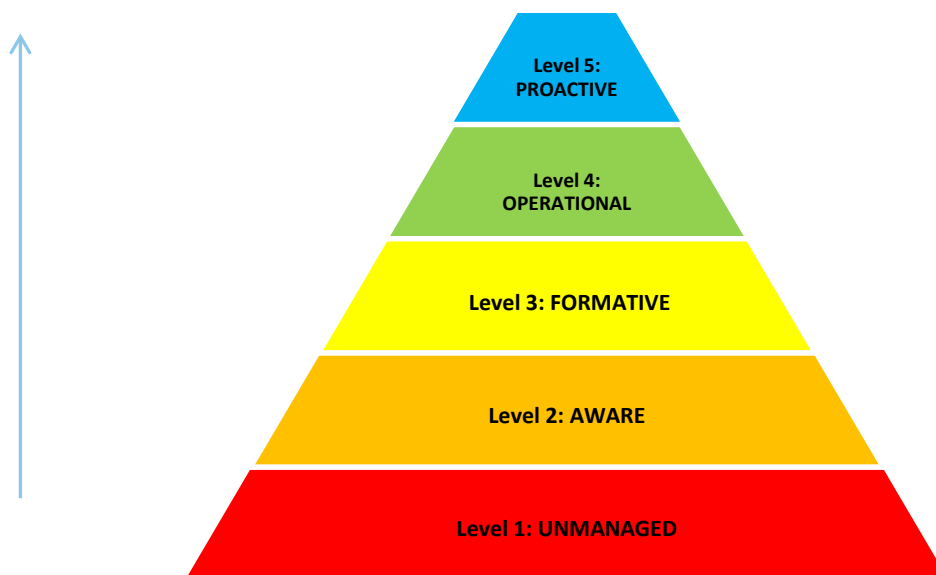 Level 5:
PROACTIVE
Level 4:
OPERATIONAL
Level 3: FORMATIVE
Level 2: AWARE
Level 1: UNMANAGED